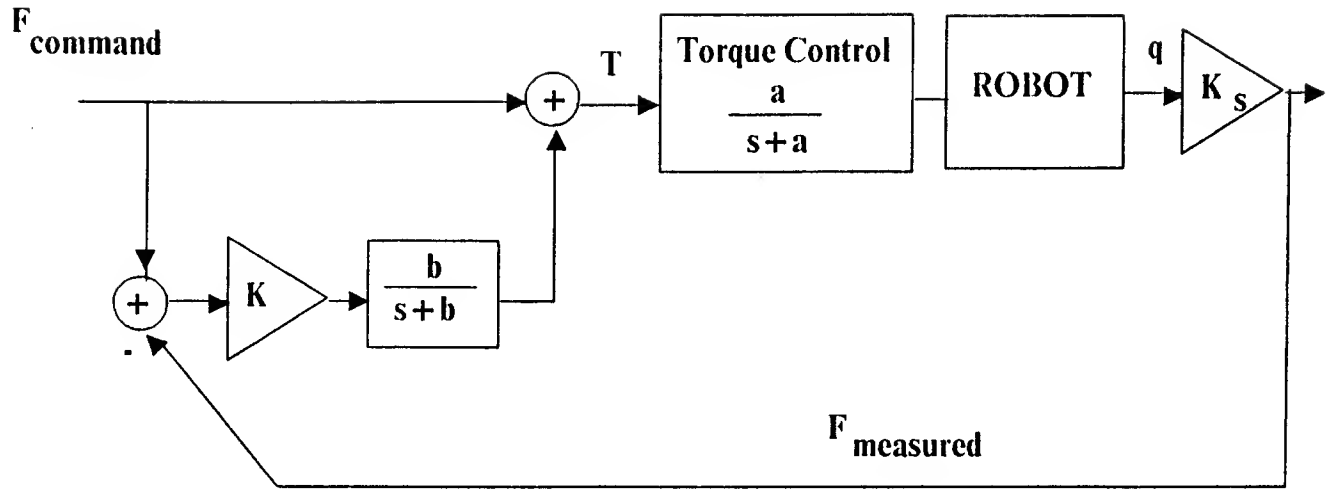 F command
T
Torque Control
a
s+a
ROBOT
q
K s
+
+
-
K
b
s+b
F measured